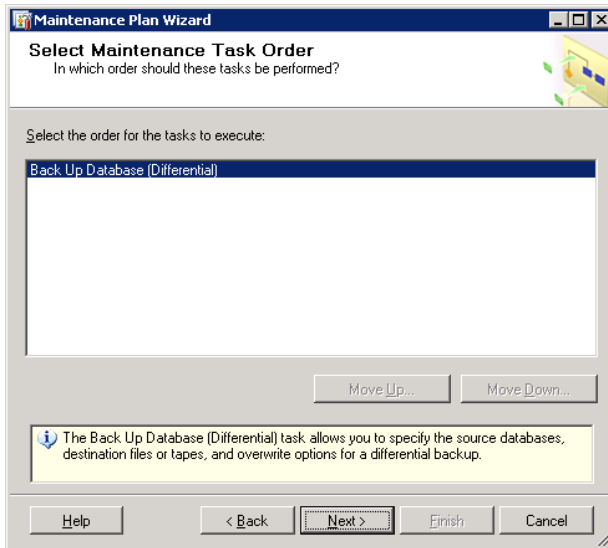 Maintenance Plan Wizard
Select Maintenance Task Order
In which order should these tasks be performed?
Select the order for the tasks to execute:
Back Up Database (Differential)
Move Up...
Move Down...
The Back Up Database (Differential) task allows you to specify the source databases,
destination files or tapes, and overwrite options for a differential backup.
Help
< Back
Next >
Finish
Cancel